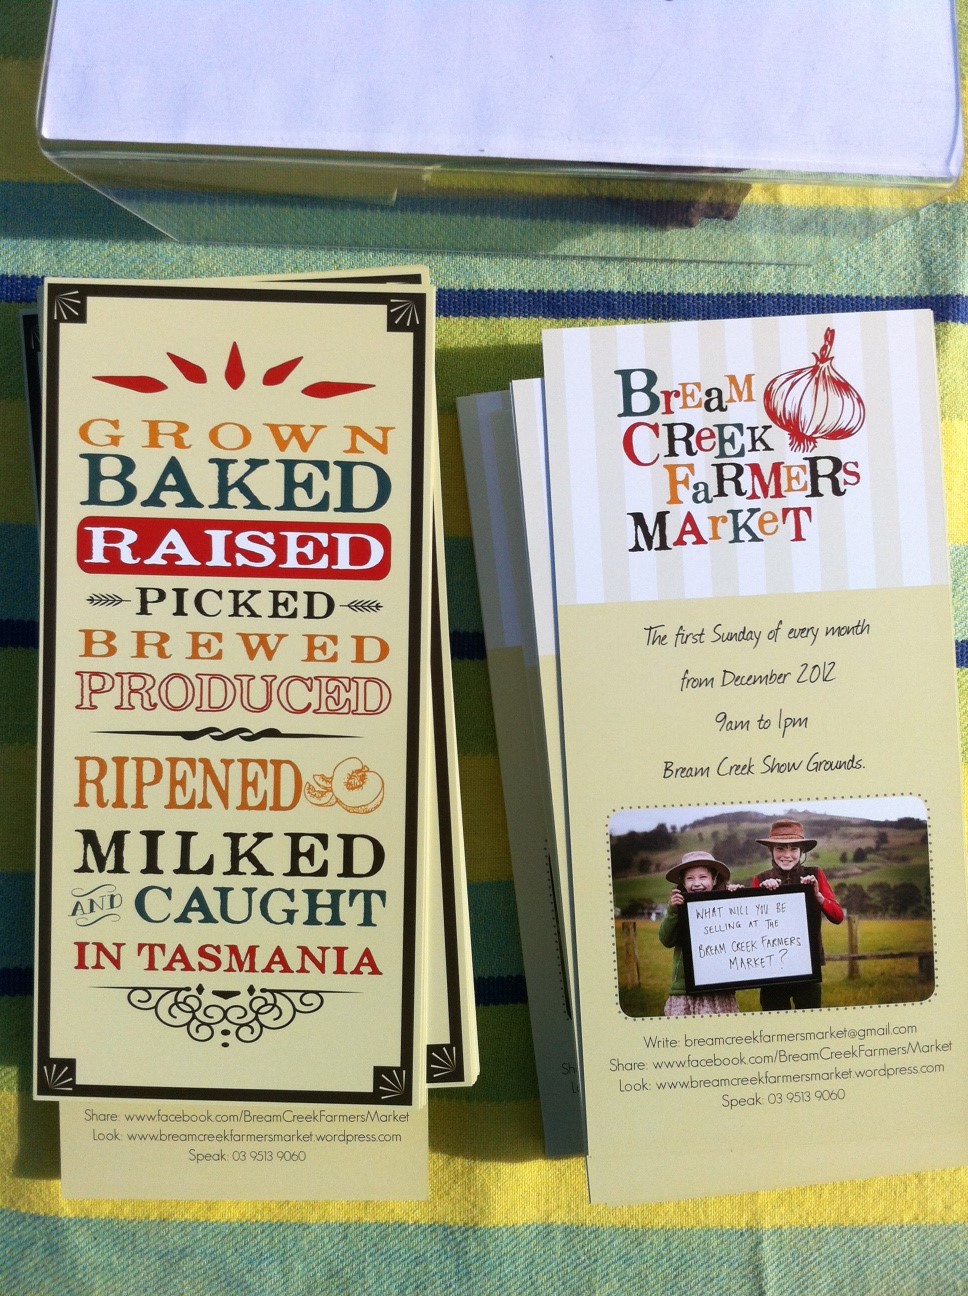 GROWN
BAKED
RAISED
PICKED
BREWED
PRODUCED
RIPENED
MILKED
AND CAUGHT
IN TASMANIA
Share: www.facebook.com/BreamCreekFarmersMarket
Look: www.breamcreekfarmersmarket.wordpress.com
Speak: 03 9513 9060
BreaM
CReeK
FaRMERS
MArKeT
The first Sunday of every month
from December 2012
9am to 1pm
Bream Creek Show Grounds.
WHAT WILL YOU BE
SELLING AT THE
BREAM CREEK FARMERS
MARKET?
Write: breamcreekfarmersmarket@gmail.com
Share: www.facebook.com/BreamCreekFarmersMarket
Look: www.breamcreekfarmersmarket.wordpress.com
Speak: 03 9513 9060